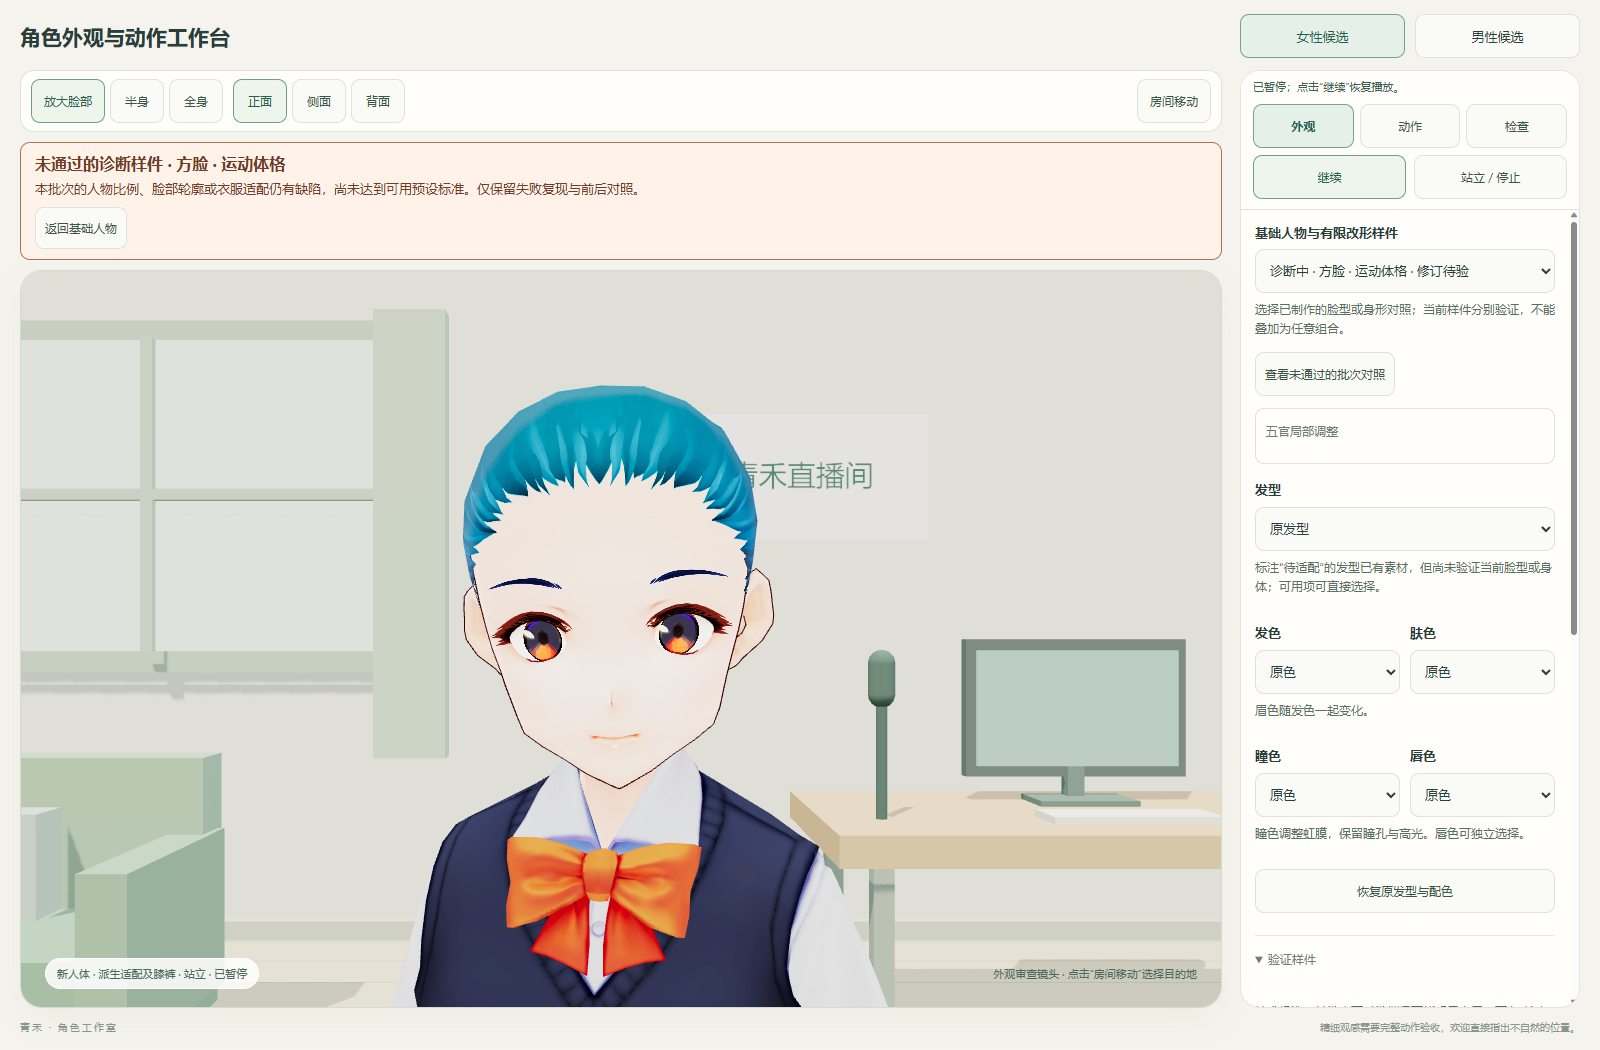 角色外观与动作工作台
女性候选
男性候选
放大脸部
半身
全身
正面
侧面
背面
房间移动
已暂停；点击“继续”恢复播放。
外观
动作
检查
继续
站立 / 停止
未通过的诊断样件 · 方脸 · 运动体格
本批次的人物比例、脸部轮廓或衣服适配仍有缺陷，尚未达到可用预设标准。仅保留失败复现与前后对照。
返回基础人物
青禾直播间
新人体 · 派生适配及膝裤 · 站立 · 已暂停
外观审查镜头 · 点击“房间移动”选择目的地
基础人物与有限改形样件
诊断中 · 方脸 · 运动体格 · 修订待验
选择已制作的脸型或身形对照；当前样件分别验证，不能
叠加为任意组合。
查看未通过的批次对照
五官局部调整
发型
原发型
标注“待适配”的发型已有素材，但尚未验证当前脸型或身
体；可用项可直接选择。
发色
肤色
原色
原色
眉色随发色一起变化。
瞳色
唇色
原色
原色
瞳色调整虹膜，保留瞳孔与高光。唇色可独立选择。
恢复原发型与配色
▼ 验证样件
青禾 · 角色工作室
精细观感需要完整动作验收，欢迎直接指出不自然的位置。